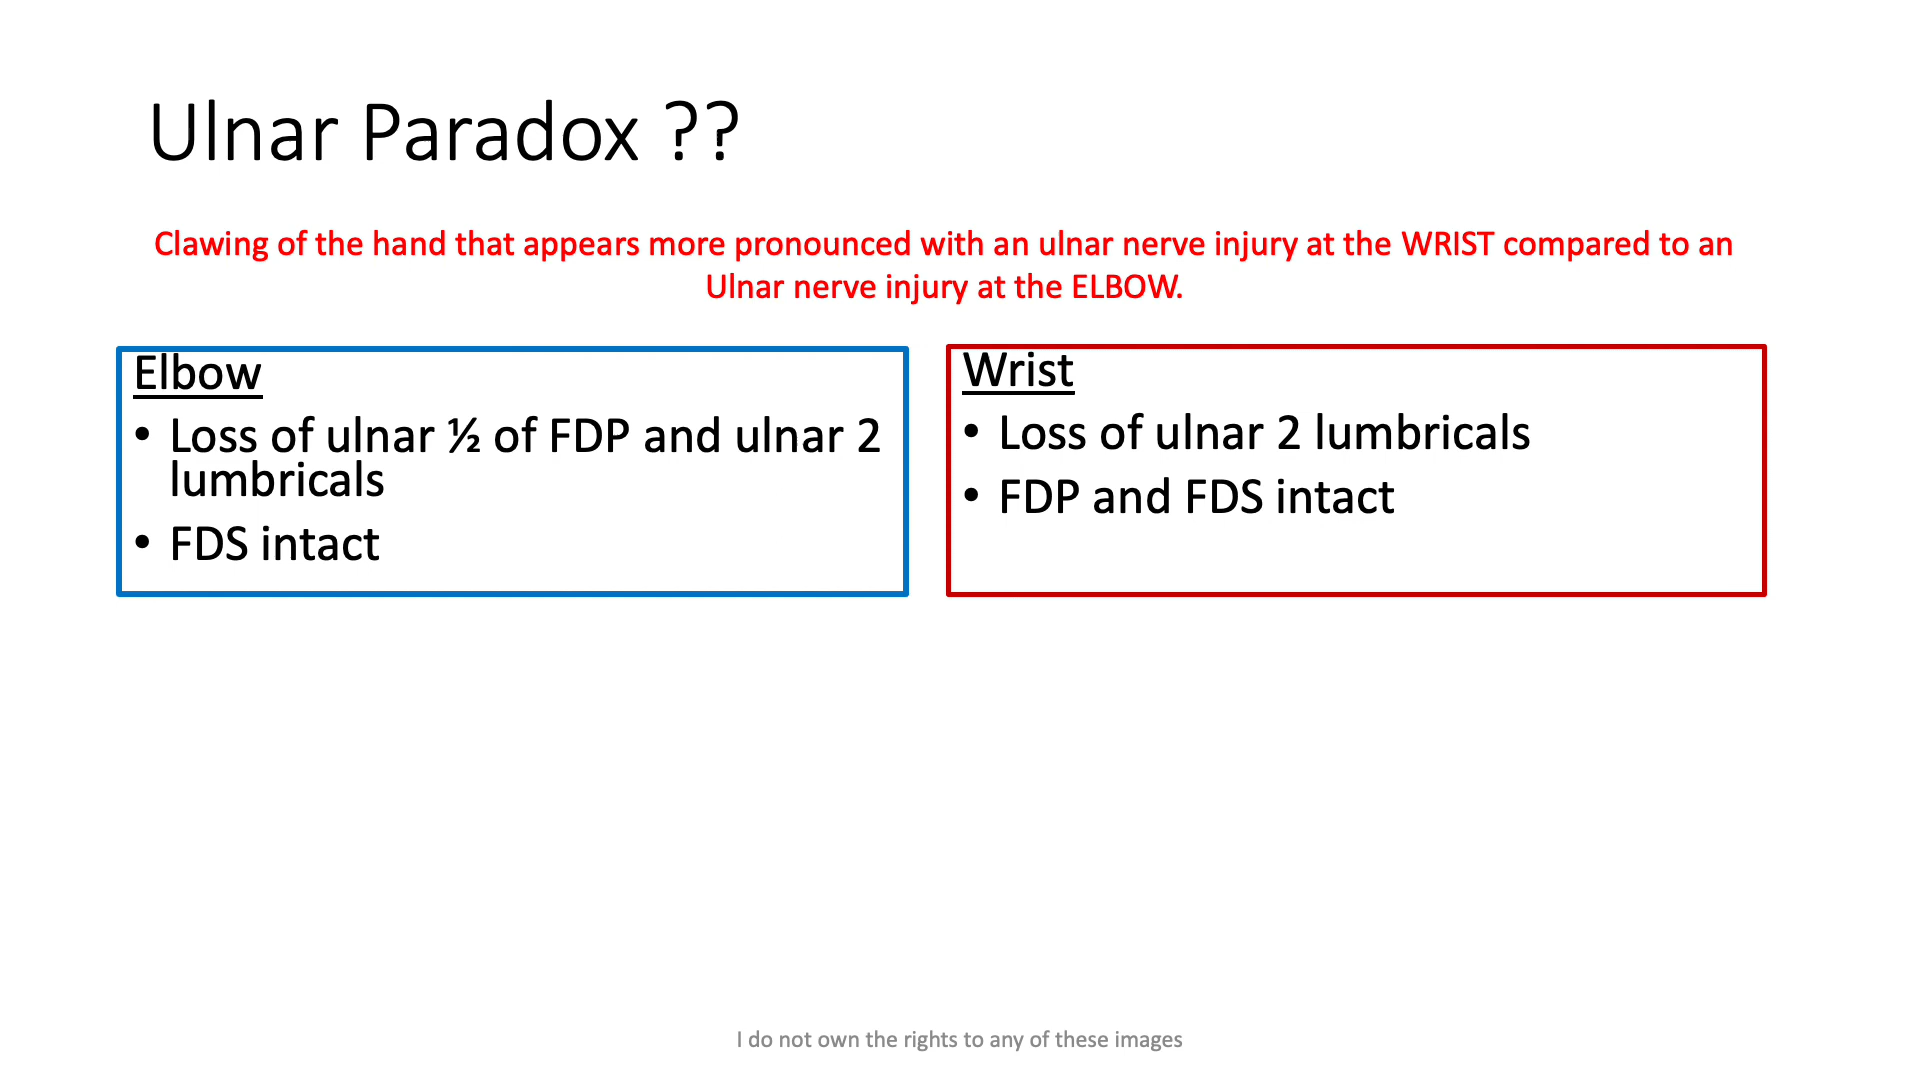 Ulnar Paradox ??
Clawing of the hand that appears more pronounced with an ulnar nerve injury at the WRIST compared to an
Ulnar nerve injury at the ELBOW.
Elbow
• Loss of ulnar ½ of FDP and ulnar 2
lumbricals
• FDS intact
Wrist
• Loss of ulnar 2 lumbricals
• FDP and FDS intact
I do not own the rights to any of these images